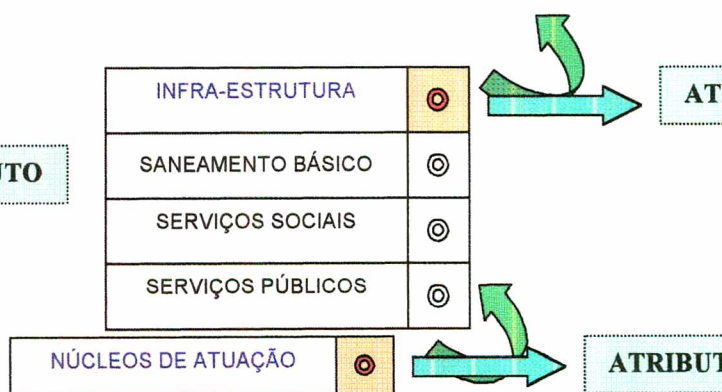 INFRA-ESTRUTURA
SANEAMENTO BÁSICO
SERVIÇOS SOCIAIS
SERVIÇOS PÚBLICOS
NÚCLEOS DE ATUAÇÃO